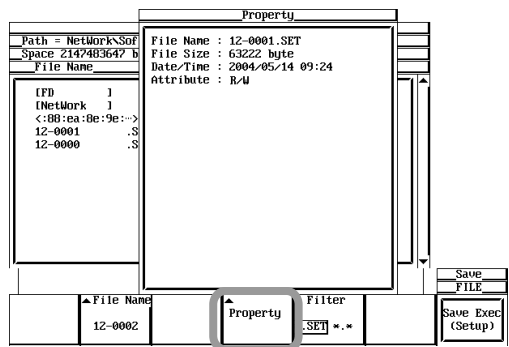 Property
Path = NetWork\Sof
Space 2147483647 b
File Name
[FD ]
[NetWork ]
<:88:ea:8e:9e:…>
12-0001 .S
12-0000 .S
File Name : 12-0001.SET
File Size : 63222 byte
Date/Time : 2004/05/14 09:24
Attribute : R/W
Save
FILE
▲File Name
12-0002
▲
Property
Filter
.SET *.*
Save Exec
(Setup)